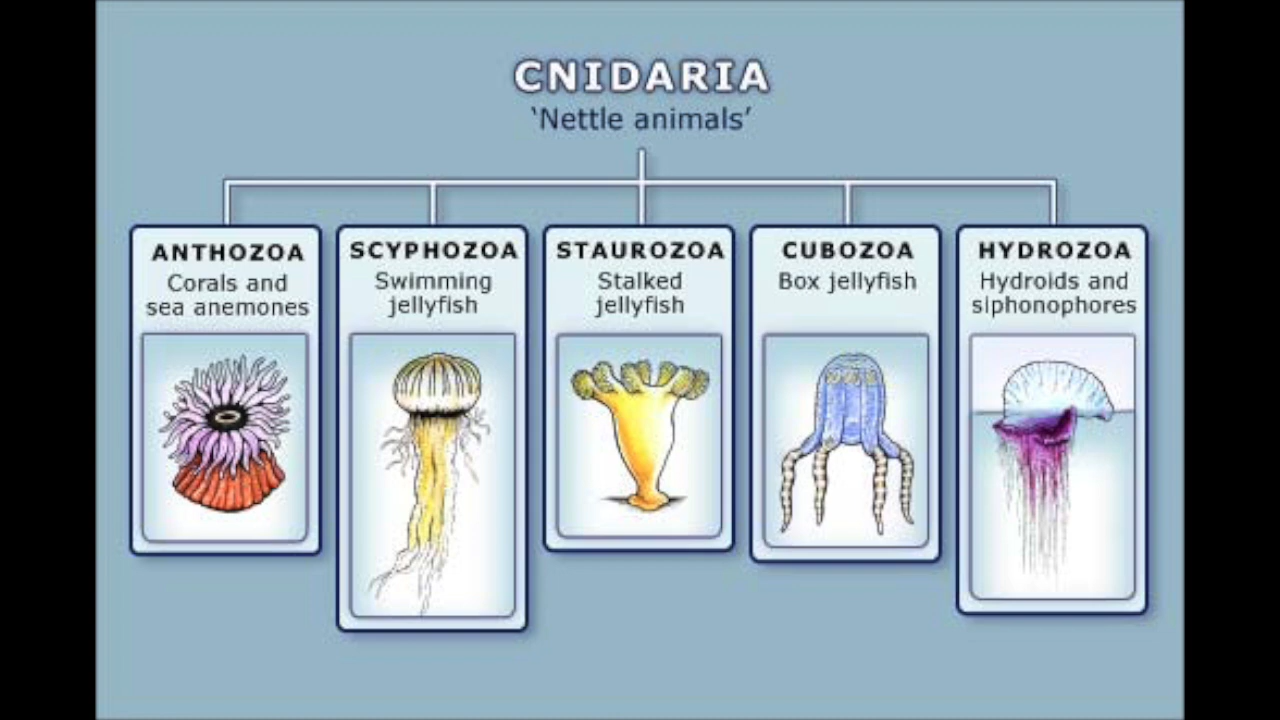 CNIDARIA
‘Nettle animals’
ANTHOZOA
Corals and
sea anemones
SCYPHOZOA
Swimming
jellyfish
STAUROZOA
Stalked
jellyfish
CUBOZOA
Box jellyfish
HYDROZOA
Hydroids and
siphonophores